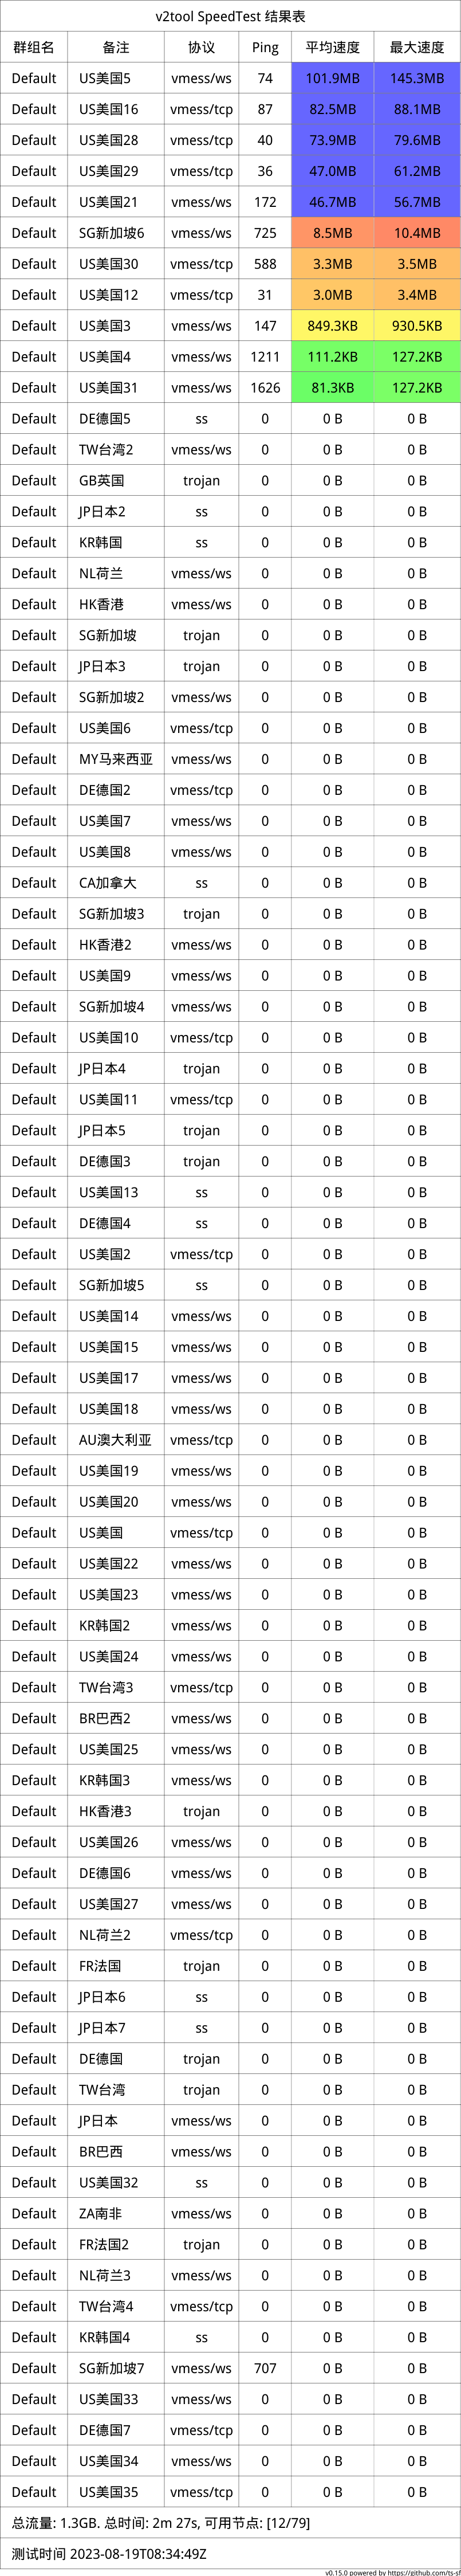 v2tool SpeedTest 结果表
群组名 备注 协议 Ping 平均速度 最大速度
Default US美国5 vmess/ws 74 101.9MB 145.3MB
Default US美国16 vmess/tcp 87 82.5MB 88.1MB
Default US美国28 vmess/tcp 40 73.9MB 79.6MB
Default US美国29 vmess/ws 36 47.0MB 61.2MB
Default US美国21 vmess/ws 172 46.7MB 56.7MB
Default SG新加坡6 vmess/ws 725 8.5MB 10.4MB
Default US美国30 vmess/tcp 588 3.3MB 3.5MB
Default US美国12 vmess/tcp 31 3.0MB 3.4MB
Default US美国3 vmess/ws 147 849.3KB 930.5KB
Default US美国4 vmess/ws 1211 111.2KB 127.2KB
Default US美国31 vmess/ws 1626 81.3KB 127.2KB
Default DE德国5 ss 0 0 B 0 B
Default TW台湾2 vmess/ws 0 0 B 0 B
Default GB英国 trojan 0 0 B 0 B
Default JP日本2 ss 0 0 B 0 B
Default KR韩国 ss 0 0 B 0 B
Default NL荷兰 vmess/ws 0 0 B 0 B
Default HK香港 vmess/ws 0 0 B 0 B
Default SG新加坡 trojan 0 0 B 0 B
Default JP日本3 trojan 0 0 B 0 B
Default SG新加坡2 vmess/ws 0 0 B 0 B
Default US美国6 vmess/tcp 0 0 B 0 B
Default MY马来西亚 vmess/ws 0 0 B 0 B
Default DE德国2 vmess/tcp 0 0 B 0 B
Default US美国7 vmess/ws 0 0 B 0 B
Default US美国8 vmess/ws 0 0 B 0 B
Default CA加拿大 ss 0 0 B 0 B
Default SG新加坡3 trojan 0 0 B 0 B
Default HK香港2 vmess/ws 0 0 B 0 B
Default US美国9 vmess/ws 0 0 B 0 B
Default SG新加坡4 vmess/ws 0 0 B 0 B
Default US美国10 vmess/tcp 0 0 B 0 B
Default JP日本4 trojan 0 0 B 0 B
Default US美国11 vmess/tcp 0 0 B 0 B
Default JP日本5 trojan 0 0 B 0 B
Default DE德国3 trojan 0 0 B 0 B
Default US美国13 ss 0 0 B 0 B
Default DE德国4 ss 0 0 B 0 B
Default US美国2 vmess/tcp 0 0 B 0 B
Default SG新加坡5 ss 0 0 B 0 B
Default US美国14 vmess/ws 0 0 B 0 B
Default US美国15 vmess/ws 0 0 B 0 B
Default US美国17 vmess/ws 0 0 B 0 B
Default US美国18 vmess/ws 0 0 B 0 B
Default AU澳大利亚 vmess/tcp 0 0 B 0 B
Default US美国19 vmess/ws 0 0 B 0 B
Default US美国20 vmess/ws 0 0 B 0 B
Default US美国 vmess/tcp 0 0 B 0 B
Default US美国22 vmess/ws 0 0 B 0 B
Default US美国23 vmess/ws 0 0 B 0 B
Default KR韩国2 vmess/ws 0 0 B 0 B
Default US美国24 vmess/ws 0 0 B 0 B
Default TW台湾3 vmess/tcp 0 0 B 0 B
Default BR巴西2 vmess/ws 0 0 B 0 B
Default US美国25 vmess/ws 0 0 B 0 B
Default KR韩国3 vmess/ws 0 0 B 0 B
Default HK香港3 trojan 0 0 B 0 B
Default US美国26 vmess/ws 0 0 B 0 B
Default DE德国6 vmess/ws 0 0 B 0 B
Default US美国27 vmess/ws 0 0 B 0 B
Default NL荷兰2 vmess/tcp 0 0 B 0 B
Default FR法国 trojan 0 0 B 0 B
Default JP日本6 ss 0 0 B 0 B
Default JP日本7 ss 0 0 B 0 B
Default DE德国 trojan 0 0 B 0 B
Default TW台湾 trojan 0 0 B 0 B
Default JP日本 vmess/ws 0 0 B 0 B
Default BR巴西 vmess/ws 0 0 B 0 B
Default US美国32 ss 0 0 B 0 B
Default ZA南非 vmess/ws 0 0 B 0 B
Default FR法国2 trojan 0 0 B 0 B
Default NL荷兰3 vmess/ws 0 0 B 0 B
Default TW台湾4 vmess/tcp 0 0 B 0 B
Default KR韩国4 ss 0 0 B 0 B
Default SG新加坡7 vmess/ws 707 0 B 0 B
Default US美国33 vmess/ws 0 0 B 0 B
Default DE德国7 vmess/tcp 0 0 B 0 B
Default US美国34 vmess/ws 0 0 B 0 B
Default US美国35 vmess/tcp 0 0 B 0 B
总流量: 1.3GB. 总时间: 2m 27s, 可用节点: [12/79]
测试时间 2023-08-19T08:34:49Z
v0.15.0 powered by https://github.com/ts-sf